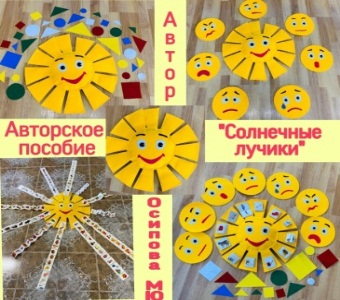 Автор
Авторское
пособие
"Солнечные
лучики"
Осипова